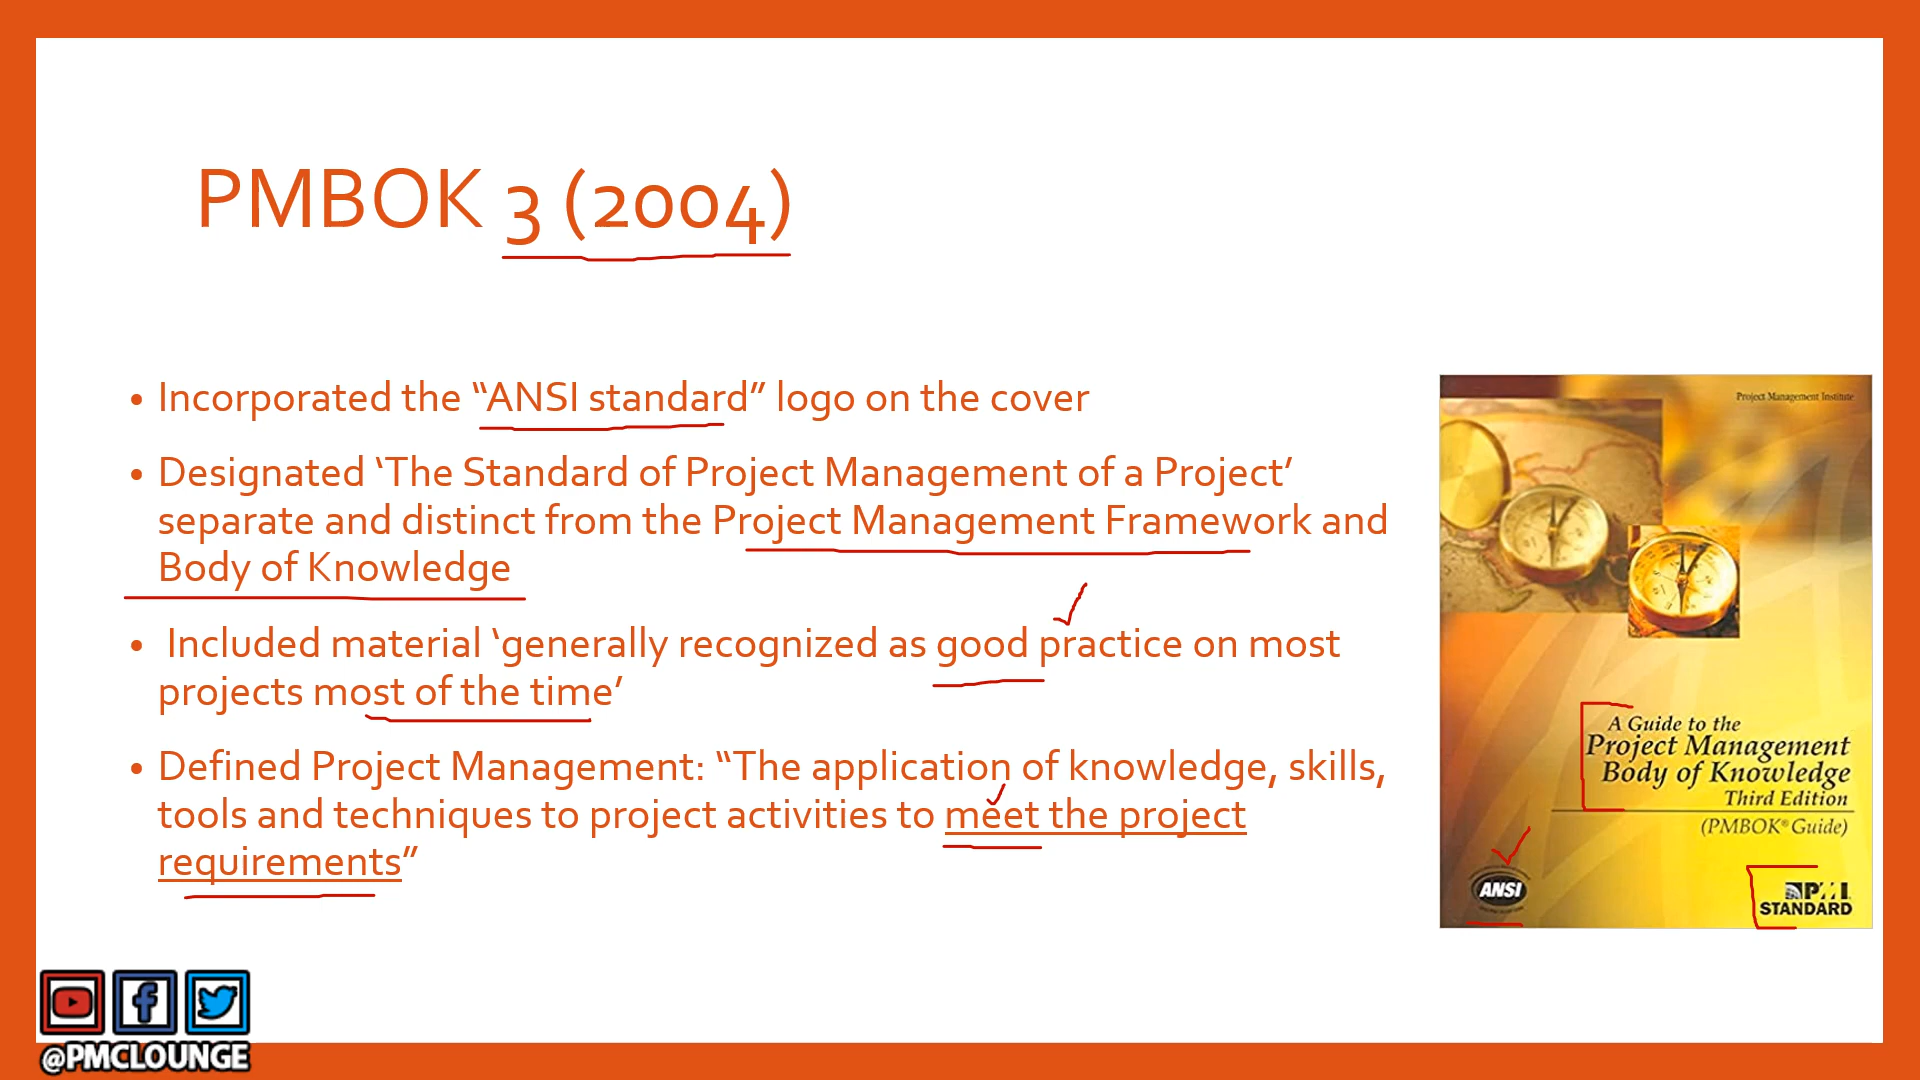 PMBOK 3 (2004)
• Incorporated the “ANSI standard” logo on the cover
• Designated ‘The Standard of Project Management of a Project’
separate and distinct from the Project Management Framework and
Body of Knowledge
• Included material ‘generally recognized as good practice on most
projects most of the time’
• Defined Project Management: “The application of knowledge, skills,
tools and techniques to project activities to meet the project
requirements”
Project Management Institute
A Guide to the
Project Management
Body of Knowledge
Third Edition
(PMBOK® Guide)
ANSI
PMI
STANDARD
@PMCLOUNGE